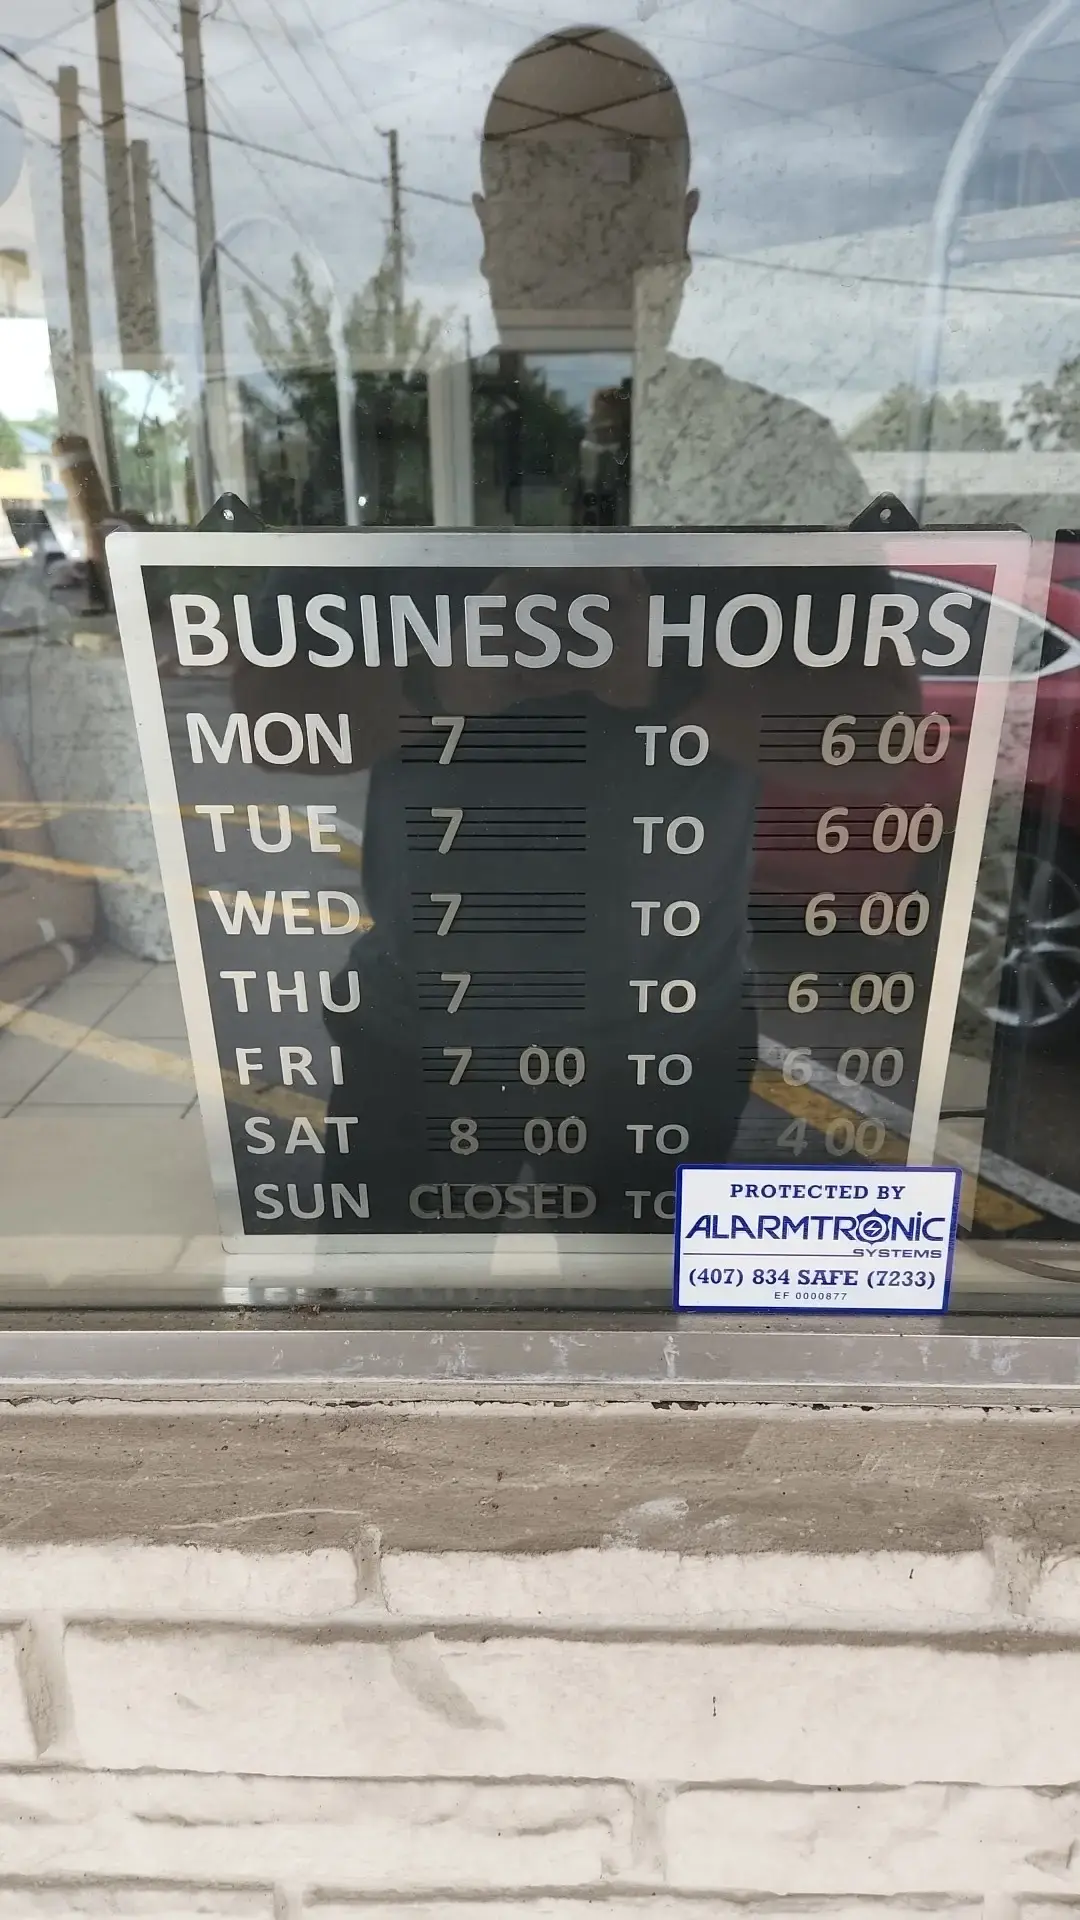 BUSINESS HOURS
MON 7 TO 6 00
TUE 7 TO 6 00
WED 7 TO 6 00
THU 7 TO 6 00
FRI 7 00 TO 6 00
SAT 8 00 TO 4 00
SUN CLOSED TO
PROTECTED BY
ALARMTRONIC
SYSTEMS
(407) 834 SAFE (7233)
EF 0000877